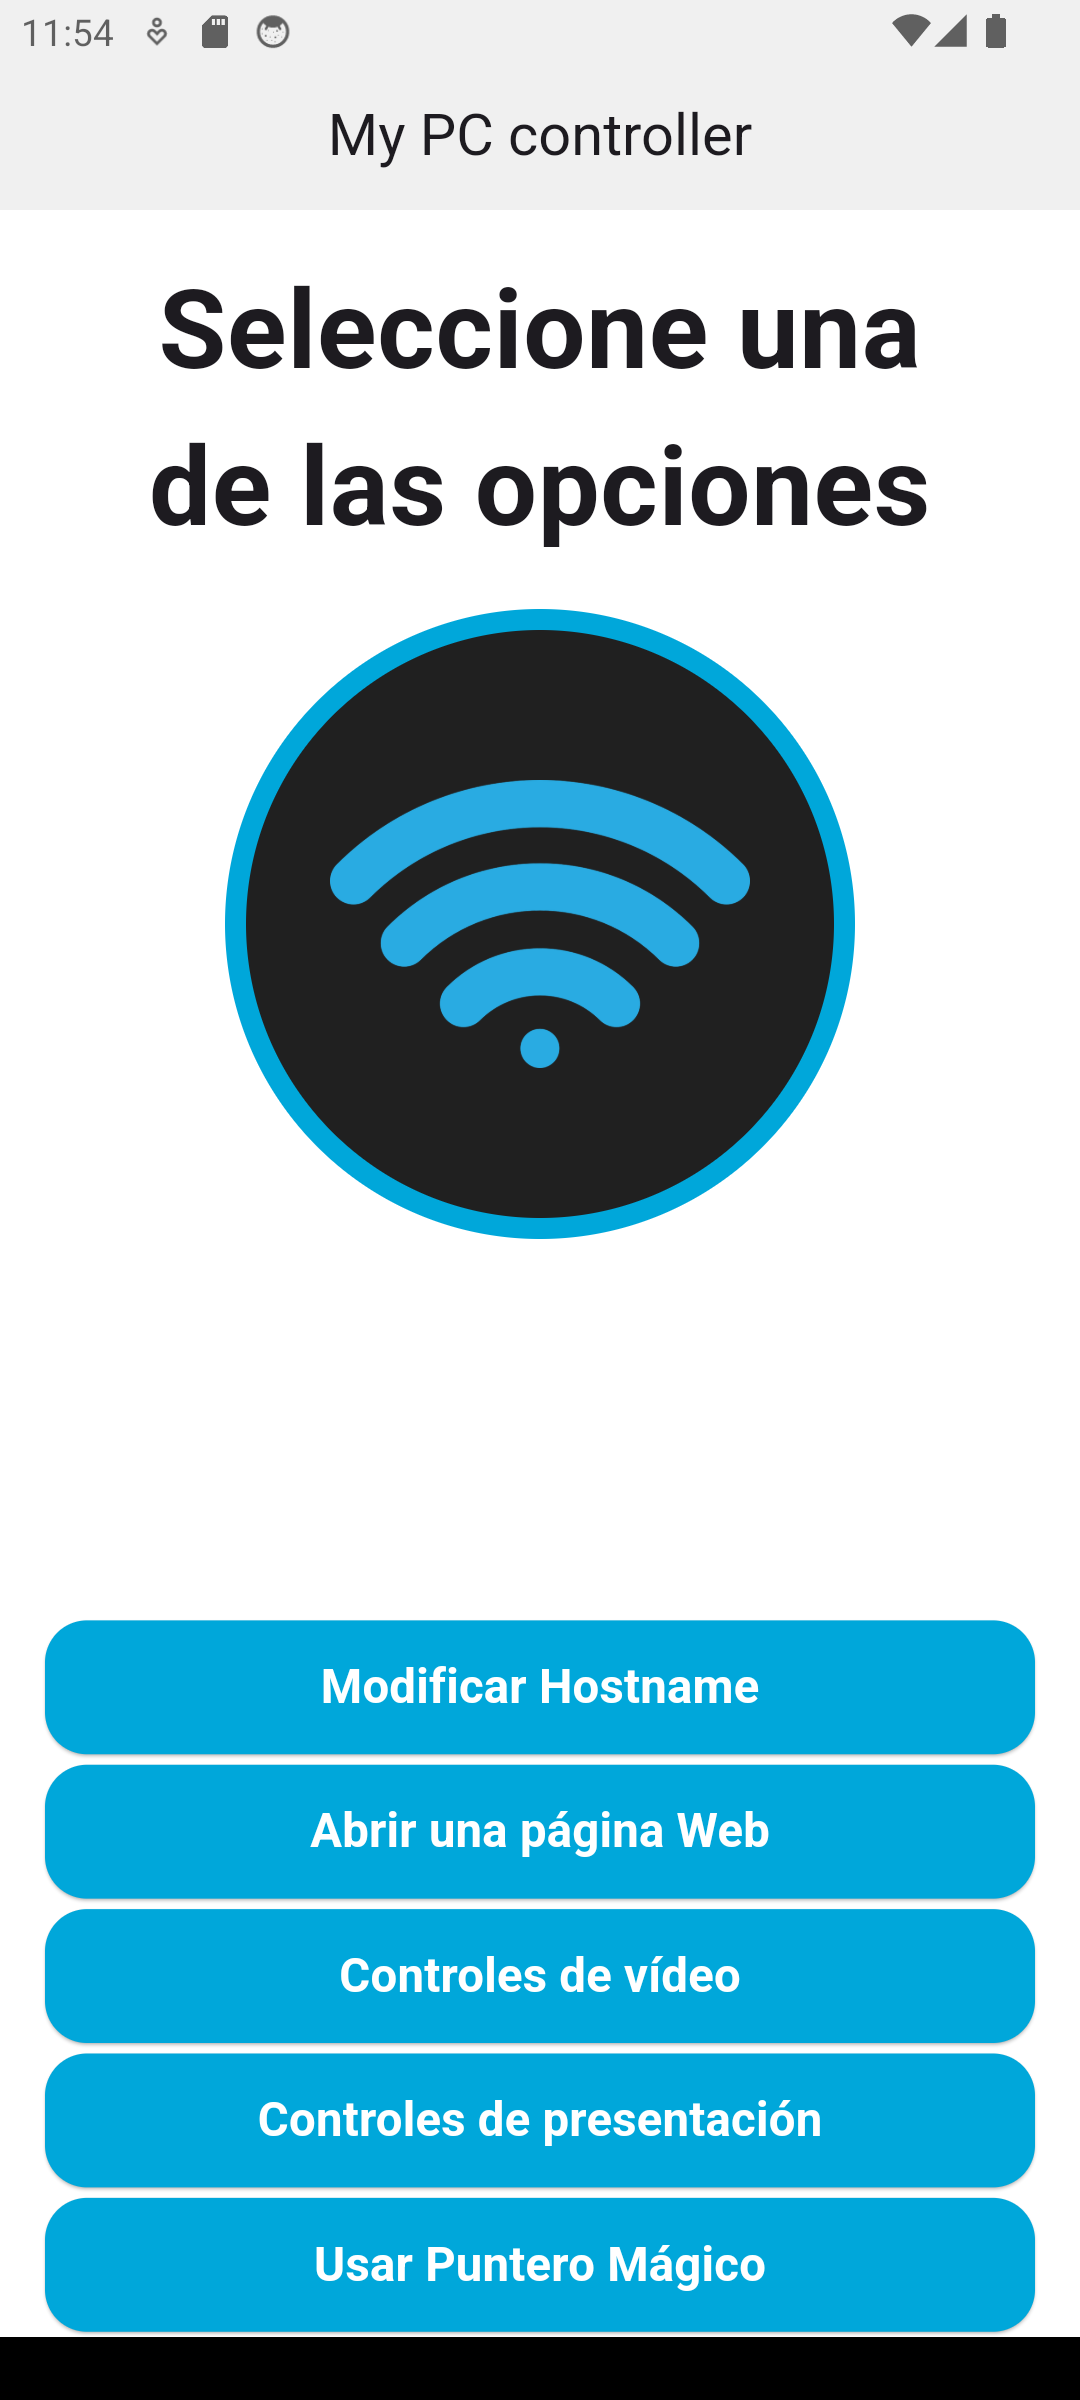 11:54
My PC controller
Seleccione una
de las opciones
Modificar Hostname
Abrir una página Web
Controles de vídeo
Controles de presentación
Usar Puntero Mágico